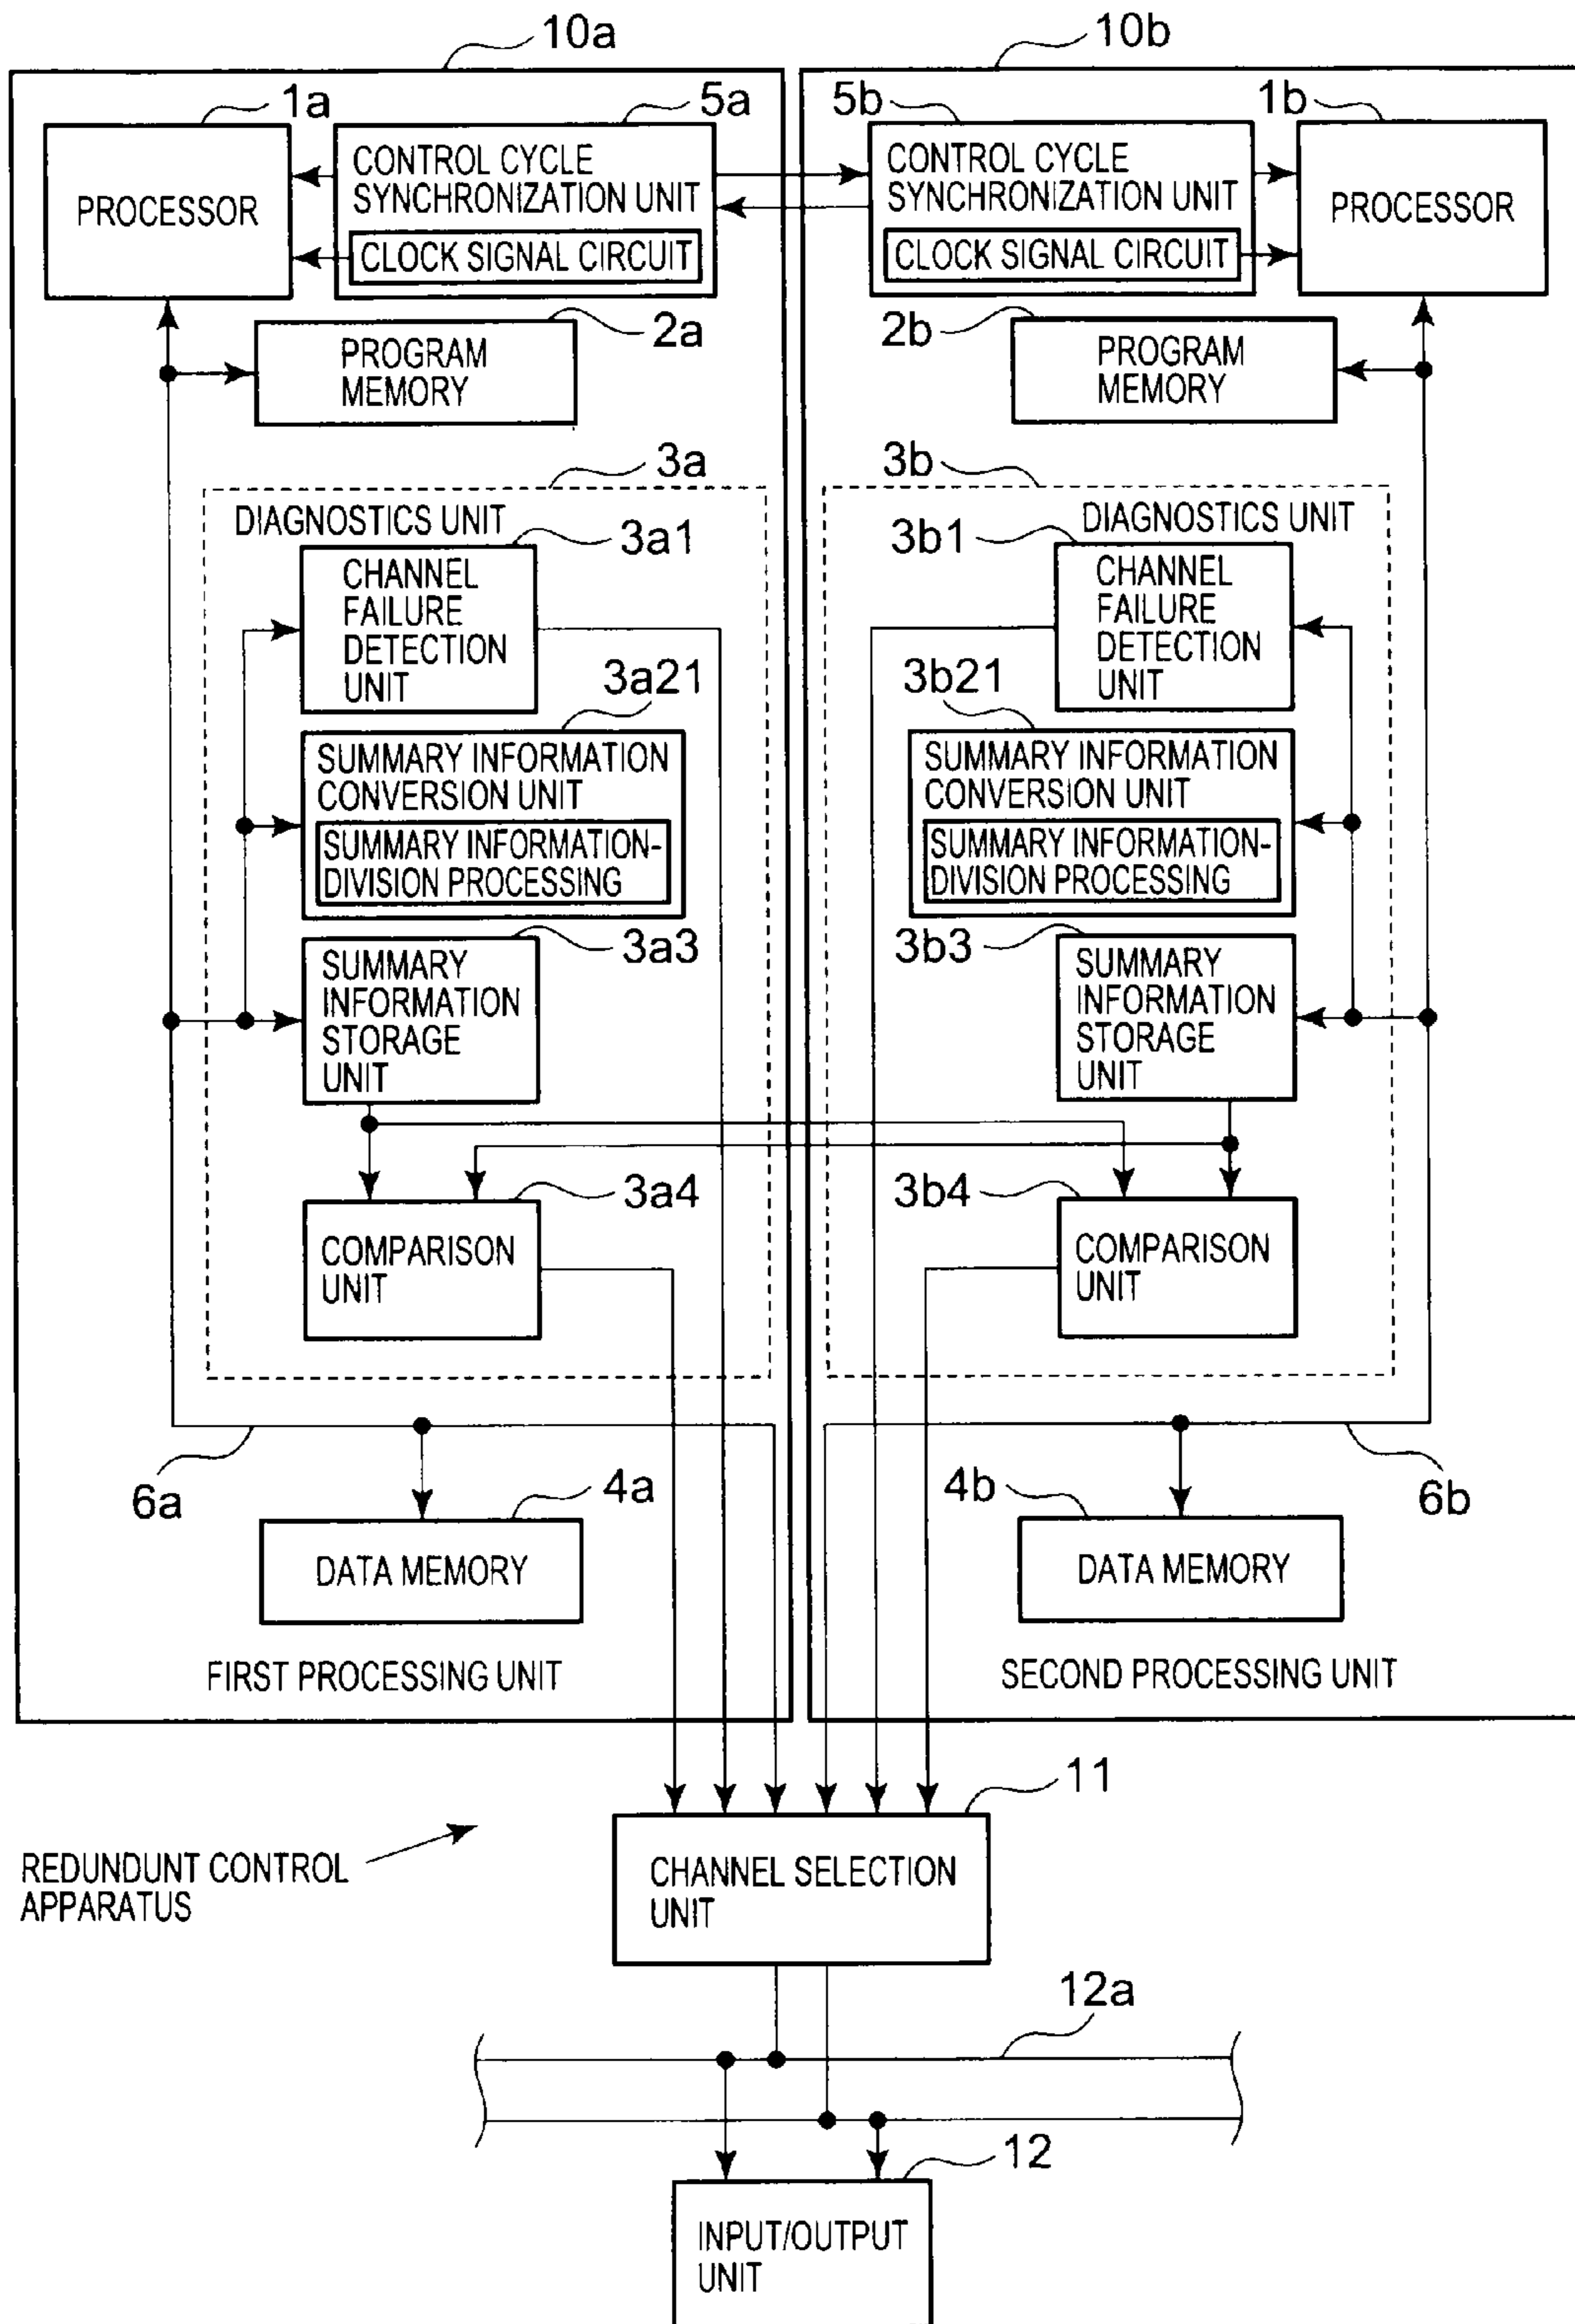 10a
10b
1a
5a
5b
1b
PROCESSOR
CONTROL CYCLE
SYNCHRONIZATION UNIT
CLOCK SIGNAL CIRCUIT
CONTROL CYCLE
SYNCHRONIZATION UNIT
CLOCK SIGNAL CIRCUIT
PROCESSOR
2a
2b
PROGRAM
MEMORY
PROGRAM
MEMORY
3a
3b
DIAGNOSTICS UNIT
DIAGNOSTICS UNIT
3a1
3b1
CHANNEL
FAILURE
DETECTION
UNIT
CHANNEL
FAILURE
DETECTION
UNIT
3a21
3b21
SUMMARY INFORMATION
CONVERSION UNIT
SUMMARY INFORMATION-
DIVISION PROCESSING
SUMMARY INFORMATION
CONVERSION UNIT
SUMMARY INFORMATION-
DIVISION PROCESSING
3a3
3b3
SUMMARY
INFORMATION
STORAGE
UNIT
SUMMARY
INFORMATION
STORAGE
UNIT
3a4
3b4
COMPARISON
UNIT
COMPARISON
UNIT
6a
4a
4b
6b
DATA MEMORY
DATA MEMORY
FIRST PROCESSING UNIT
SECOND PROCESSING UNIT
11
REDUNDUNT CONTROL
APPARATUS
CHANNEL SELECTION
UNIT
12a
12
INPUT/OUTPUT
UNIT